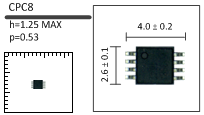 CPC8
h=1.25 MAX
p=0.53
4.0 ± 0.2
2.6 ± 0.1